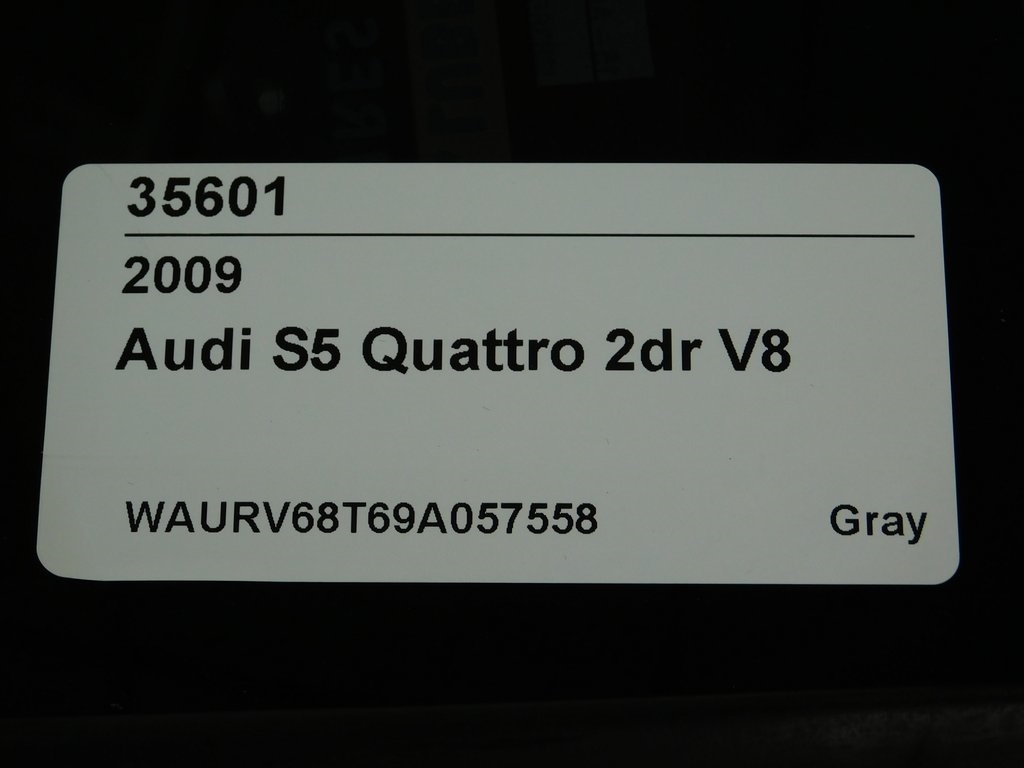 35601
2009
Audi S5 Quattro 2dr V8
WAURV68T69A057558 Gray